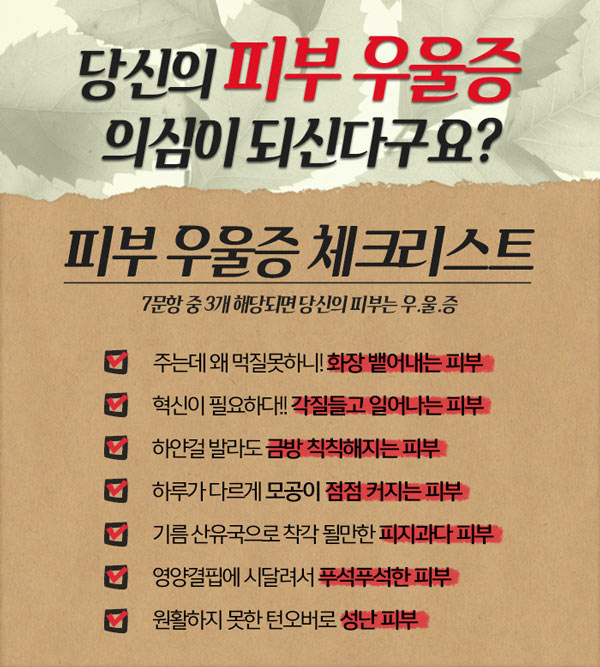 당신의 피부 우울증
의심이 되신다구요?
피부 우울증 체크리스트
7문항 중 3개 해당되면 당신의 피부는 우.울.증
주는데 왜 먹질못하니! 화장 뱉어내는 피부
혁신이 필요하다!! 각질들고 일어나는 피부
하얀걸 발라도 금방 칙칙해지는 피부
하루가 다르게 모공이 점점 커지는 피부
기름 산유국으로 착각 될만한 피지과다 피부
영양결핍에 시달려서 푸석푸석한 피부
원활하지 못한 턴오버로 성난 피부